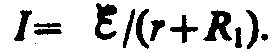 I = ℰ/(r + R₁).